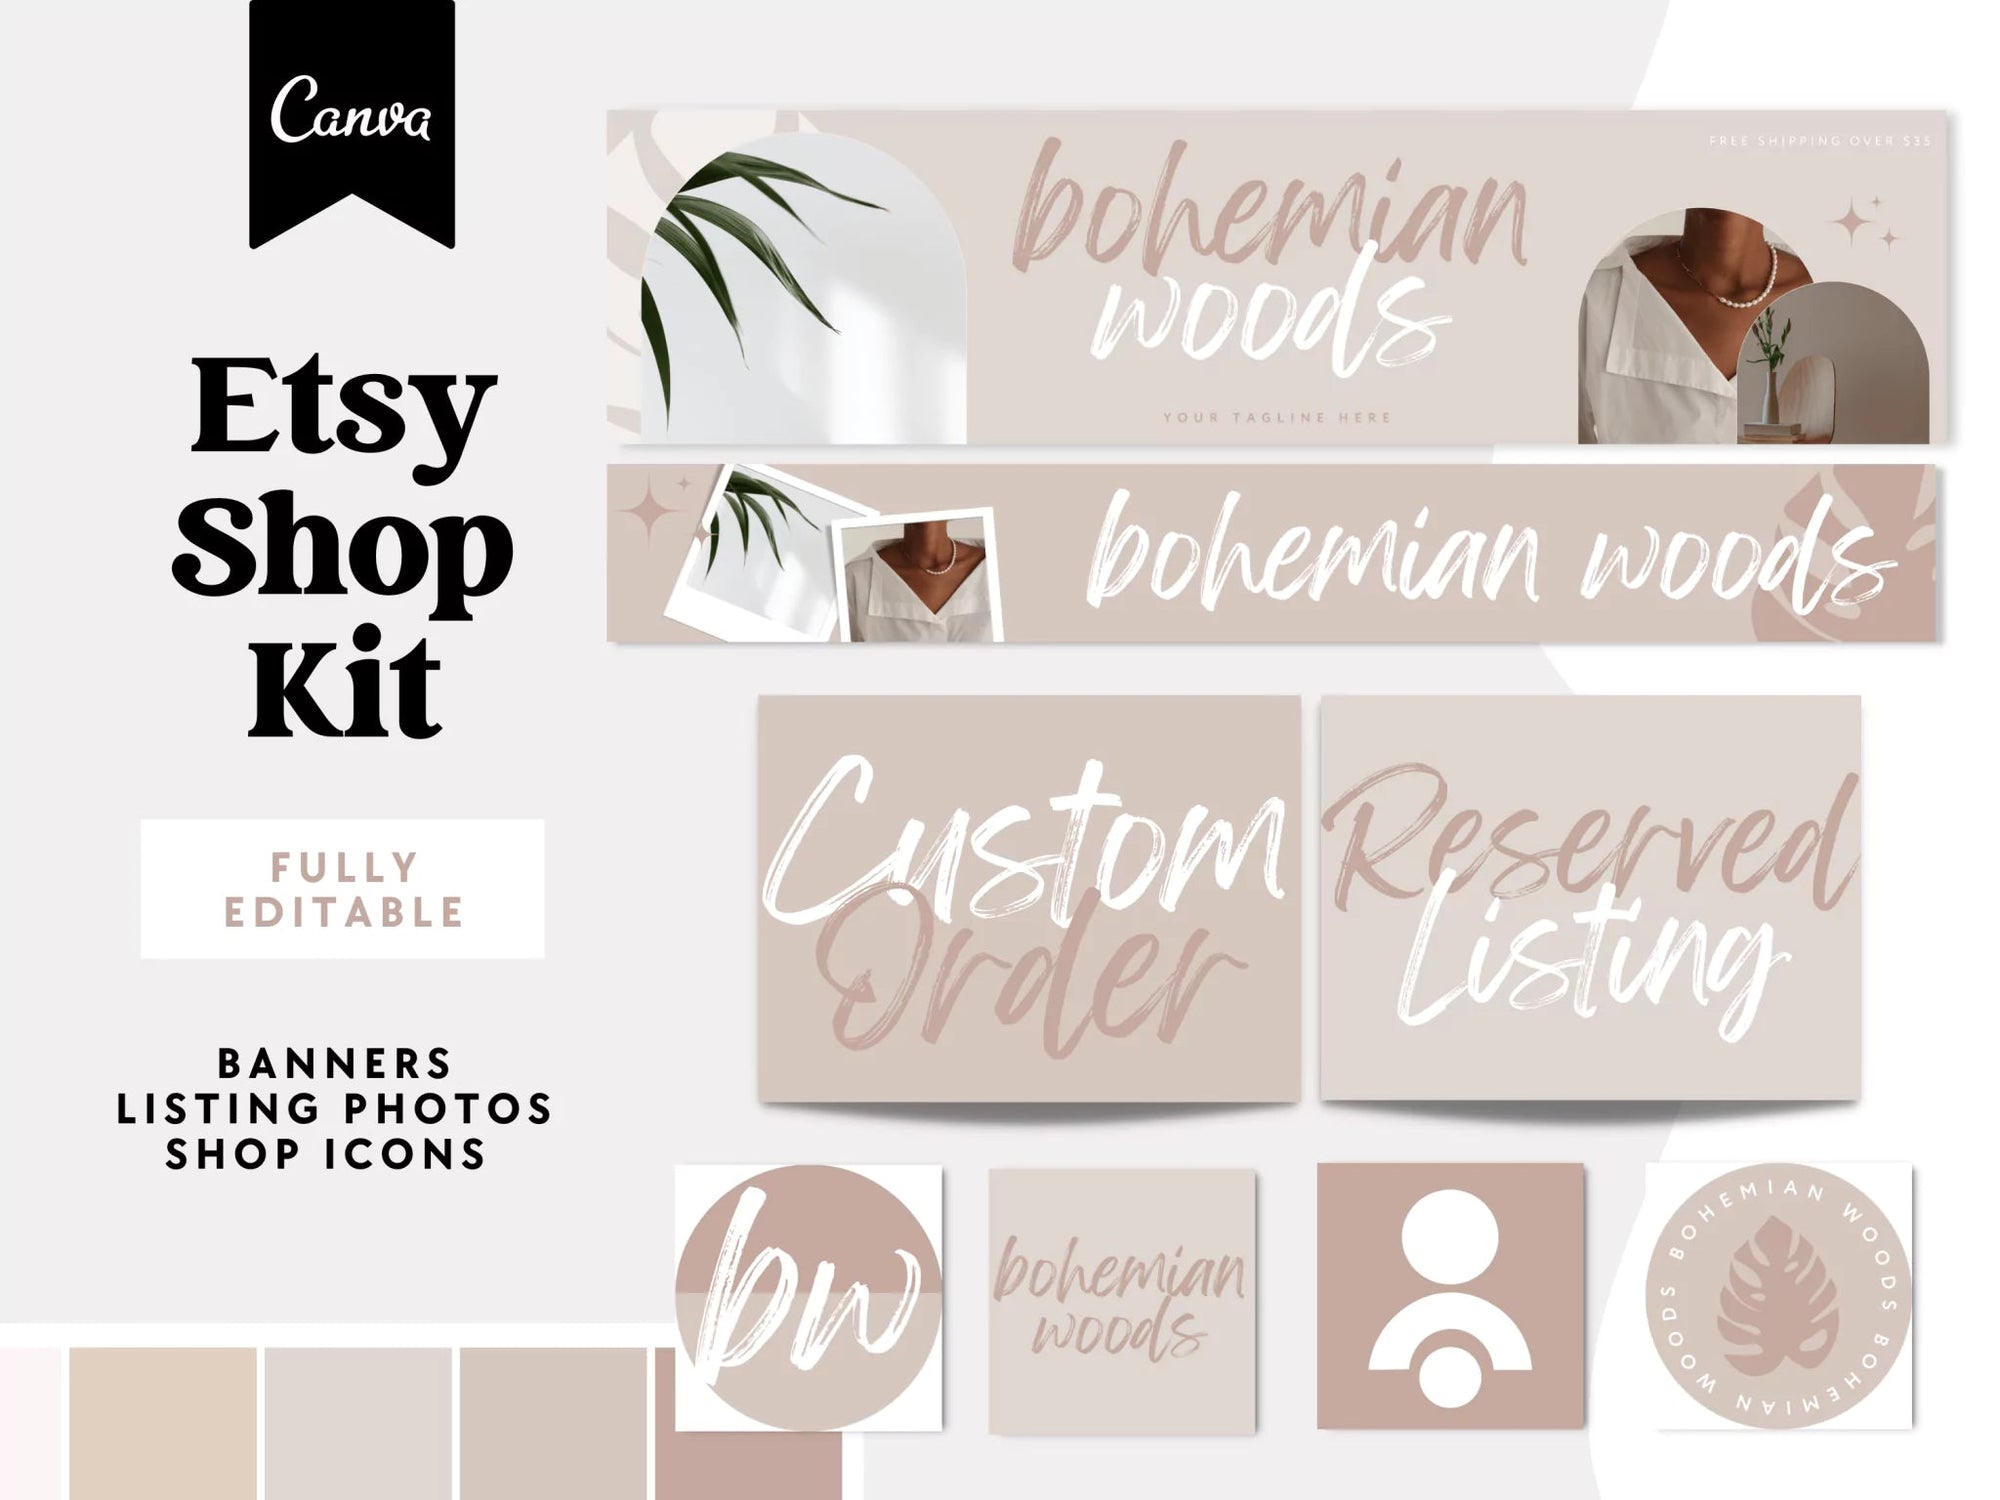 Canva
Etsy
Shop
Kit
FULLY
EDITABLE
BANNERS
LISTING PHOTOS
SHOP ICONS
FREE SHIPPING OVER $35
bohemian
woods
YOUR TAGLINE HERE
bohemian woods
Custom
Order
Reserved
Listing
bw
bohemian
woods
BOHEMIAN WOODS BOHEMIAN WOODS